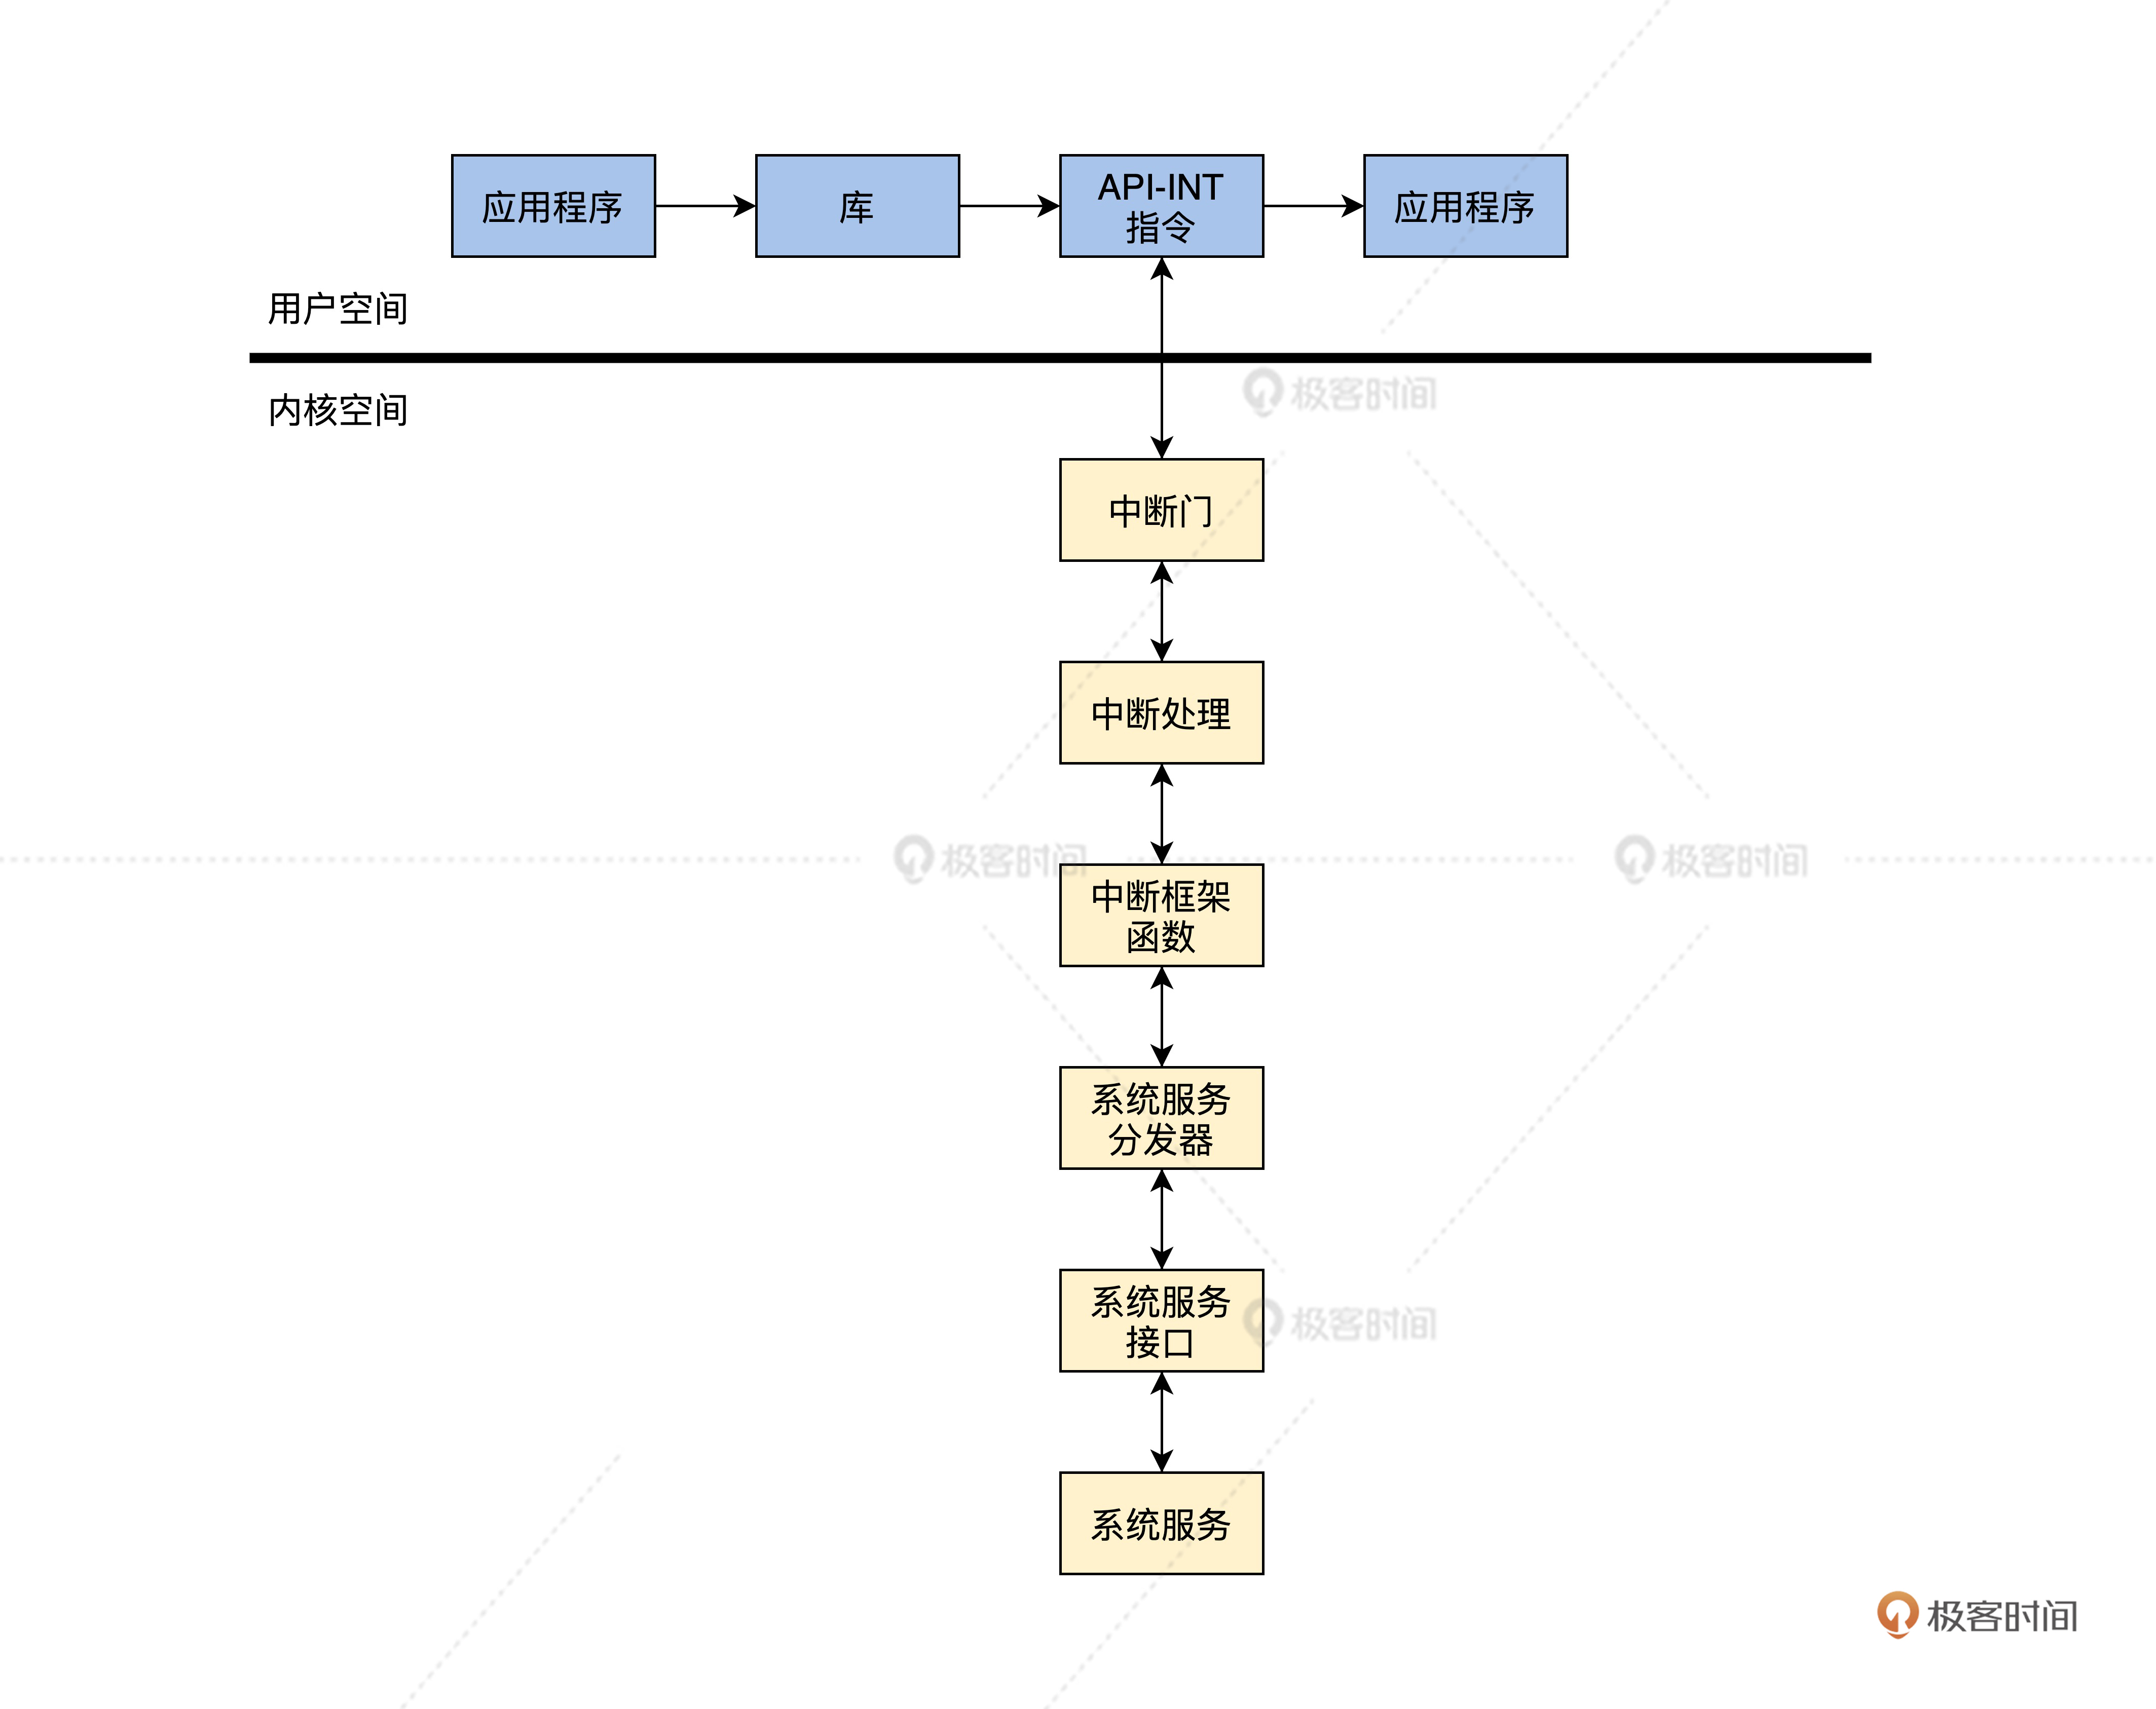 应用程序
库
API-INT
指令
应用程序
用户空间
内核空间
极客时间
中断门
中断处理
极客时间
极客时间
中断框架
函数
系统服务
分发器
系统服务
接口
极客时间
系统服务
极客时间